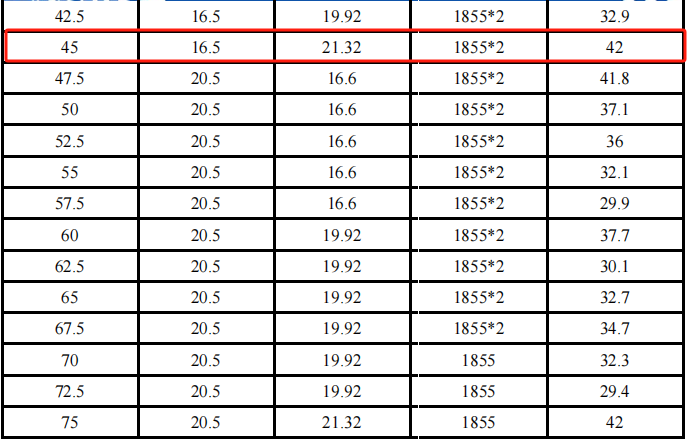 42.5 16.5 19.92 1855*2 32.9
45 16.5 21.32 1855*2 42
47.5 20.5 16.6 1855*2 41.8
50 20.5 16.6 1855*2 37.1
52.5 20.5 16.6 1855*2 36
55 20.5 16.6 1855*2 32.1
57.5 20.5 16.6 1855*2 29.9
60 20.5 19.92 1855*2 37.7
62.5 20.5 19.92 1855*2 30.1
65 20.5 19.92 1855*2 32.7
67.5 20.5 19.92 1855*2 34.7
70 20.5 19.92 1855 32.3
72.5 20.5 19.92 1855 29.4
75 20.5 21.32 1855 42